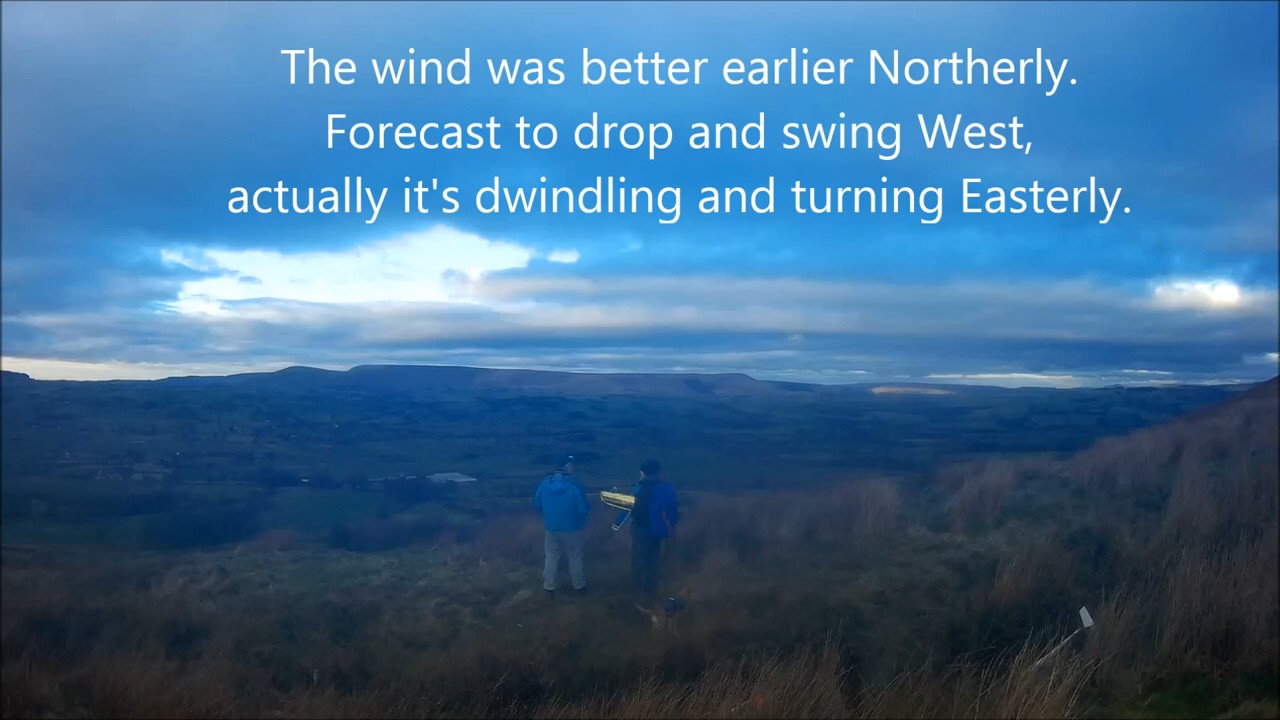 The wind was better earlier Northerly.
Forecast to drop and swing West,
actually it's dwindling and turning Easterly.